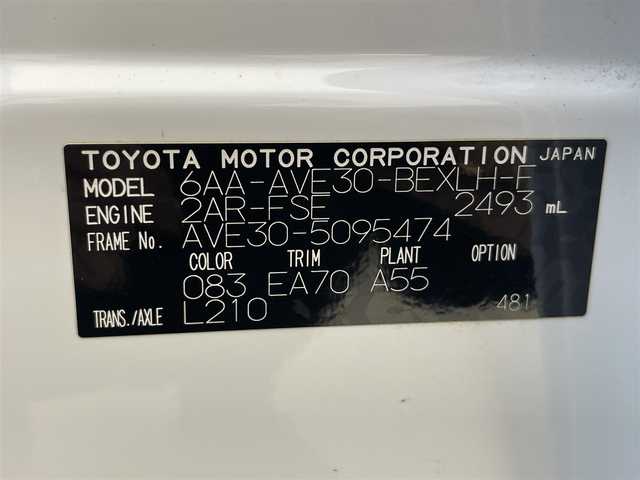 TOYOTA MOTOR CORPORATION JAPAN
MODEL 6AA-AVE30-BEXLH-F
ENGINE 2AR-FSE 2493 mL
FRAME No. AVE30-5095474
COLOR TRIM PLANT OPTION
083 EA70 A55
TRANS./AXLE L210 481